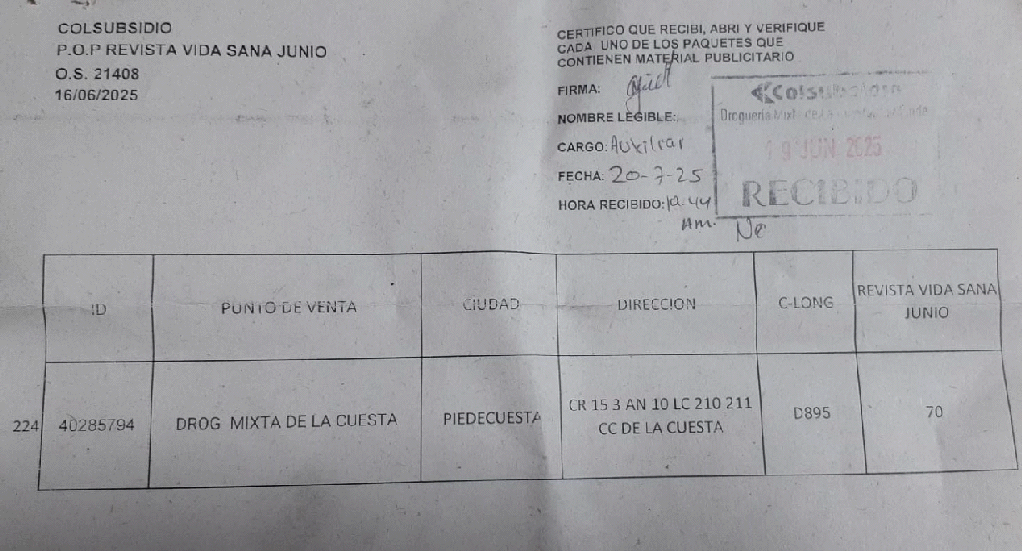 COLSUBSIDIO
P.O.P REVISTA VIDA SANA JUNIO
O.S. 21408
16/06/2025
CERTIFICO QUE RECIBI, ABRI Y VERIFIQUE
CADA UNO DE LOS PAQUETES QUE
CONTIENEN MATERIAL PUBLICITARIO
FIRMA:
NOMBRE LEGIBLE:
CARGO: Auxiliar
FECHA: 20-7-25
HORA RECIBIDO:
Am.
Colsubsidio
Droguería
19 JUN 2025
RECIBIDO
ID PUNTO DE VENTA CIUDAD DIRECCION C-LONG REVISTA VIDA SANA JUNIO
224 40285794 DROG MIXTA DE LA CUESTA PIEDECUESTA CR 15 3 AN 10 LC 210 211 CC DE LA CUESTA D895 70